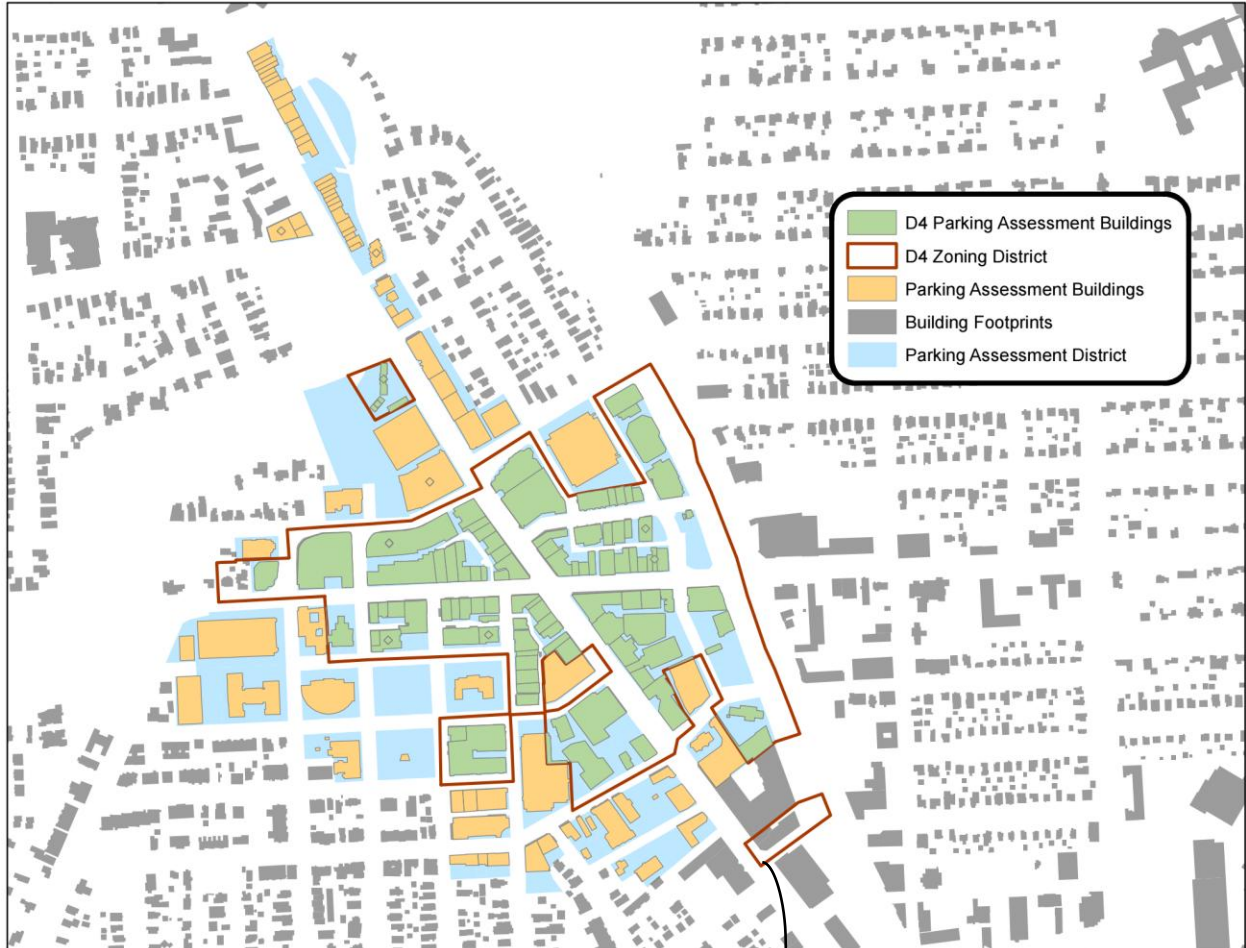 D4 Parking Assessment Buildings
D4 Zoning District
Parking Assessment Buildings
Building Footprints
Parking Assessment District